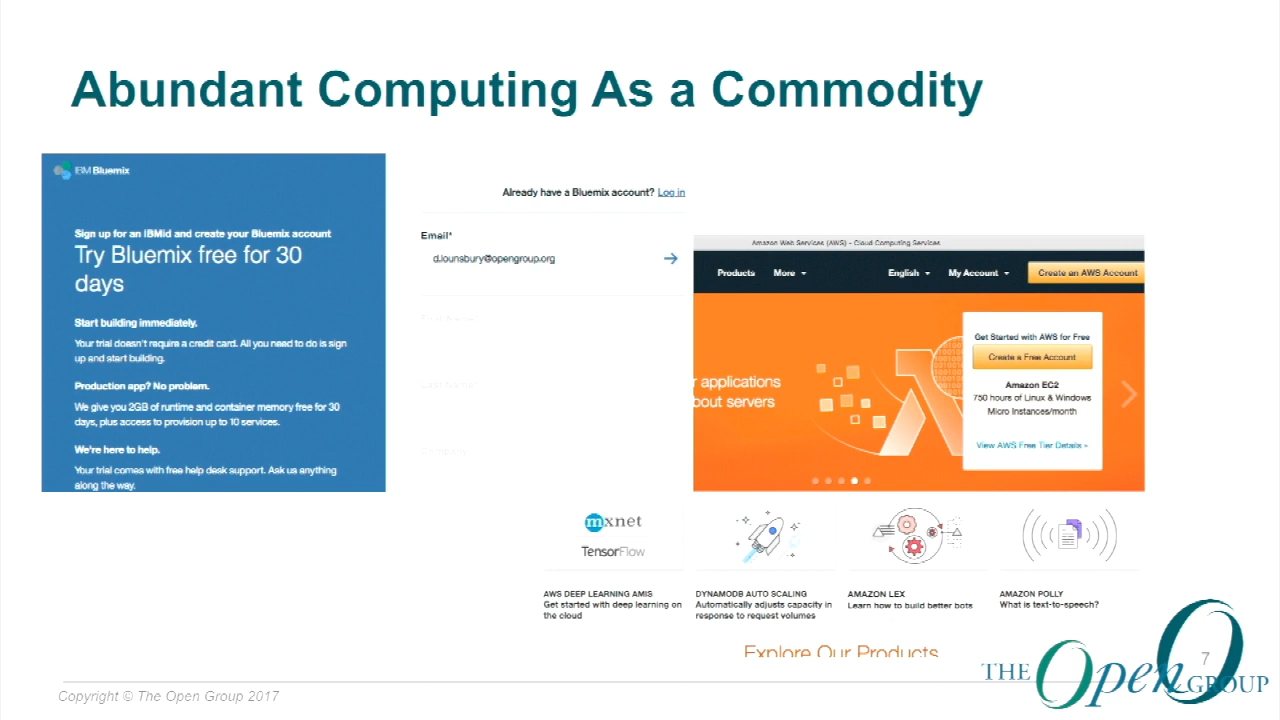 Abundant Computing As a Commodity
IBM Bluemix
Sign up for an IBMid and create your Bluemix account
Try Bluemix free for 30
days
Start building immediately.
Your trial doesn't require a credit card. All you need to do is sign
up and start building.
Production app? No problem.
We give you 2GB of runtime and container memory free for 30
days, plus access to provision up to 10 services.
We're here to help.
Your trial comes with free help desk support. Ask us anything
along the way.
Already have a Bluemix account? Log in
Email*
d.lounsbury@opengroup.org
Last Name*
Company
Amazon Web Services (AWS) - Cloud Computing Services
Products More English My Account Create an AWS Account
r applications
bout servers
Get Started with AWS for Free
Create a Free Account
Amazon EC2
750 hours of Linux & Windows
Micro Instances/month
View AWS Free Tier Details »
mxnet
TensorFlow
AWS DEEP LEARNING AMIS
Get started with deep learning on
the cloud
DYNAMODB AUTO SCALING
Automatically adjusts capacity in
response to request volumes
AMAZON LEX
Learn how to build better bots
AMAZON POLLY
What is text-to-speech?
Explore Our Products
Copyright © The Open Group 2017
7
THE Open GROUP